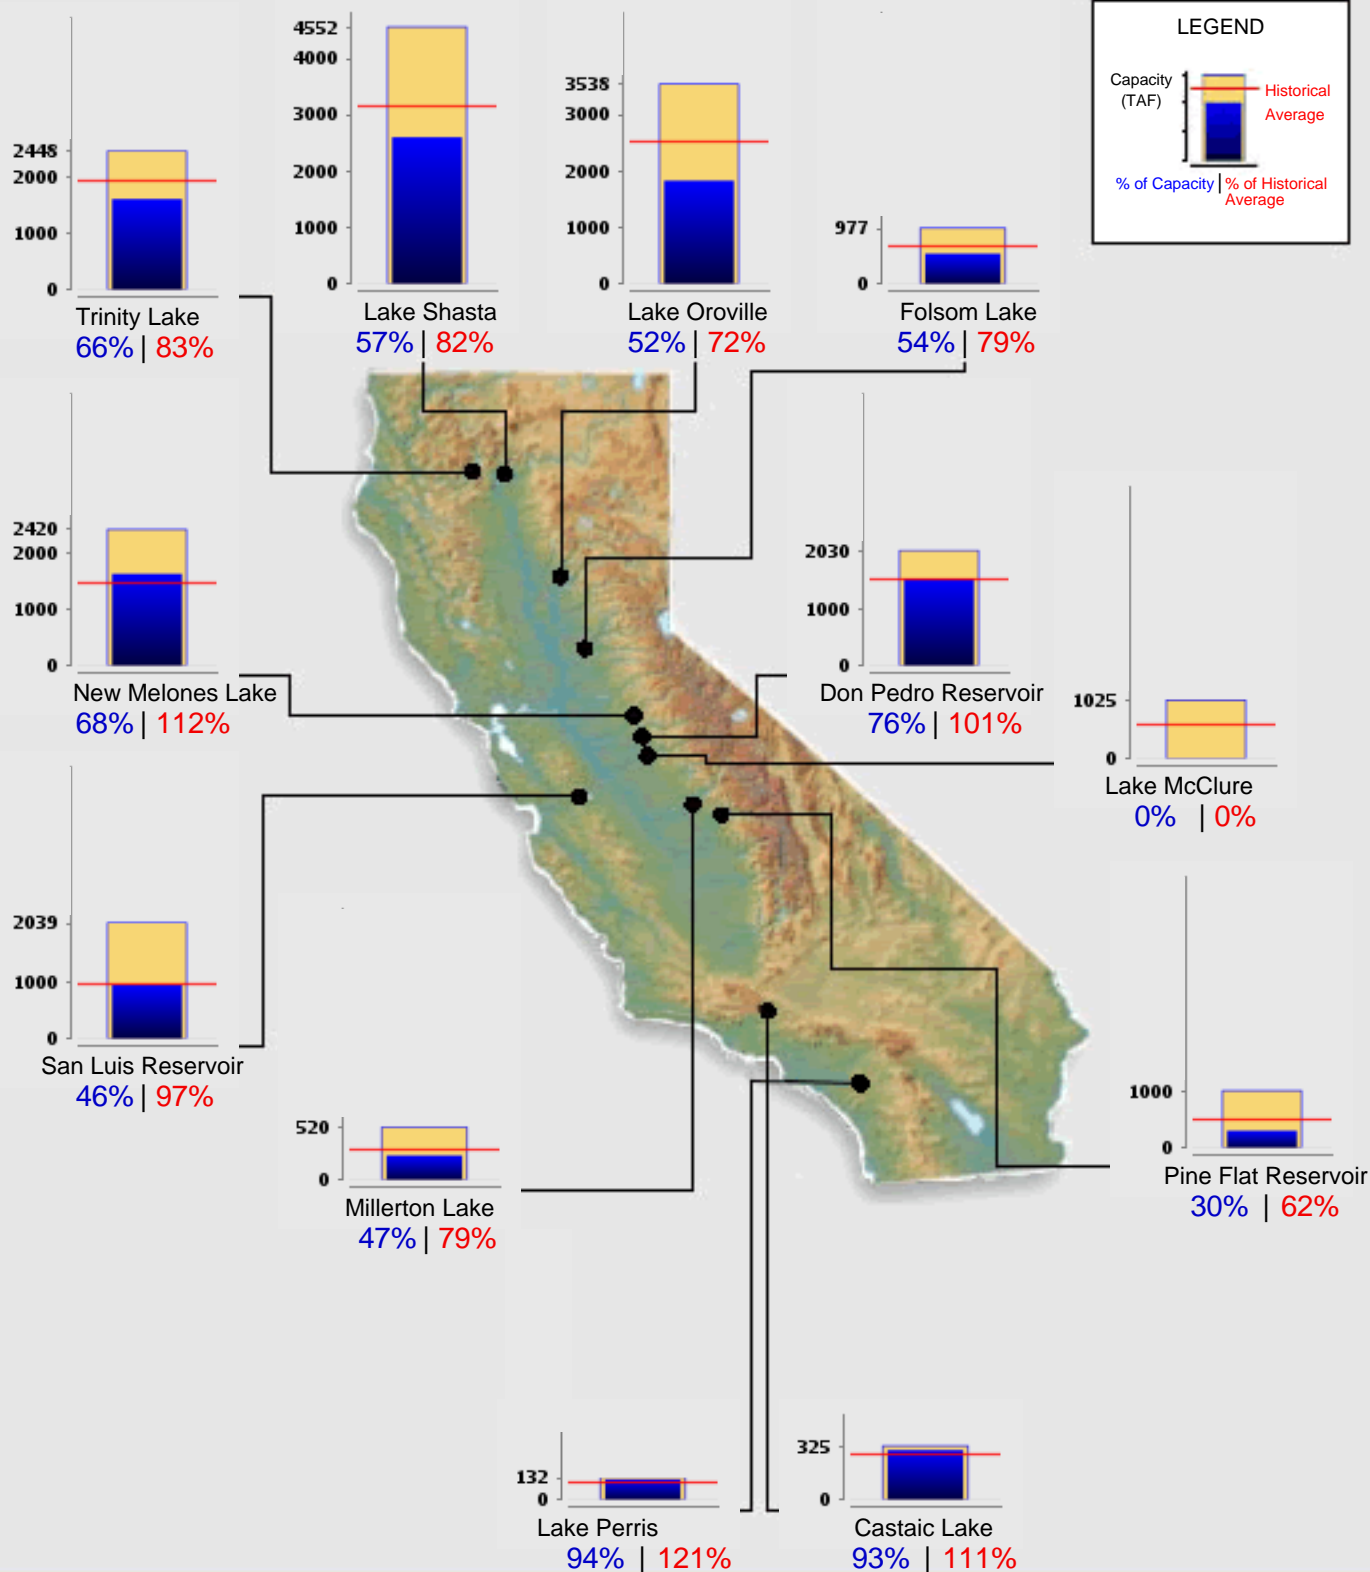 4552
4000
3000
2000
1000
0
Lake Shasta
57% | 82%
3538
3000
2000
1000
0
Lake Oroville
52% | 72%
977
0
Folsom Lake
54% | 79%
LEGEND
Capacity
(TAF)
Historical
Average
% of Capacity | % of Historical
Average
2448
2000
1000
0
Trinity Lake
66% | 83%
2420
2000
1000
0
New Melones Lake
68% | 112%
2030
1000
0
Don Pedro Reservoir
76% | 101%
1025
0
Lake McClure
0% | 0%
2039
1000
0
San Luis Reservoir
46% | 97%
520
0
Millerton Lake
47% | 79%
1000
0
Pine Flat Reservoir
30% | 62%
132
0
Lake Perris
94% | 121%
325
0
Castaic Lake
93% | 111%